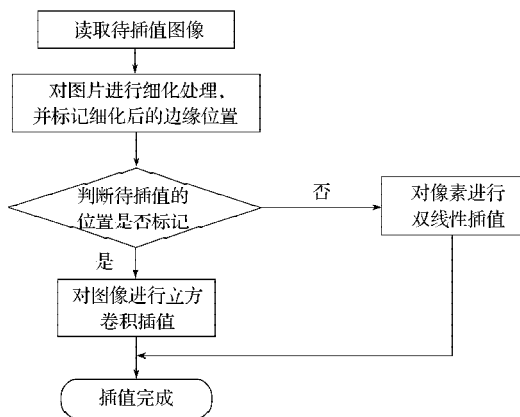 读取待插值图像
对图片进行细化处理,
并标记细化后的边缘位置
判断待插值的
位置是否标记
否
对像素进行
双线性插值
是
对图像进行立方
卷积插值
插值完成